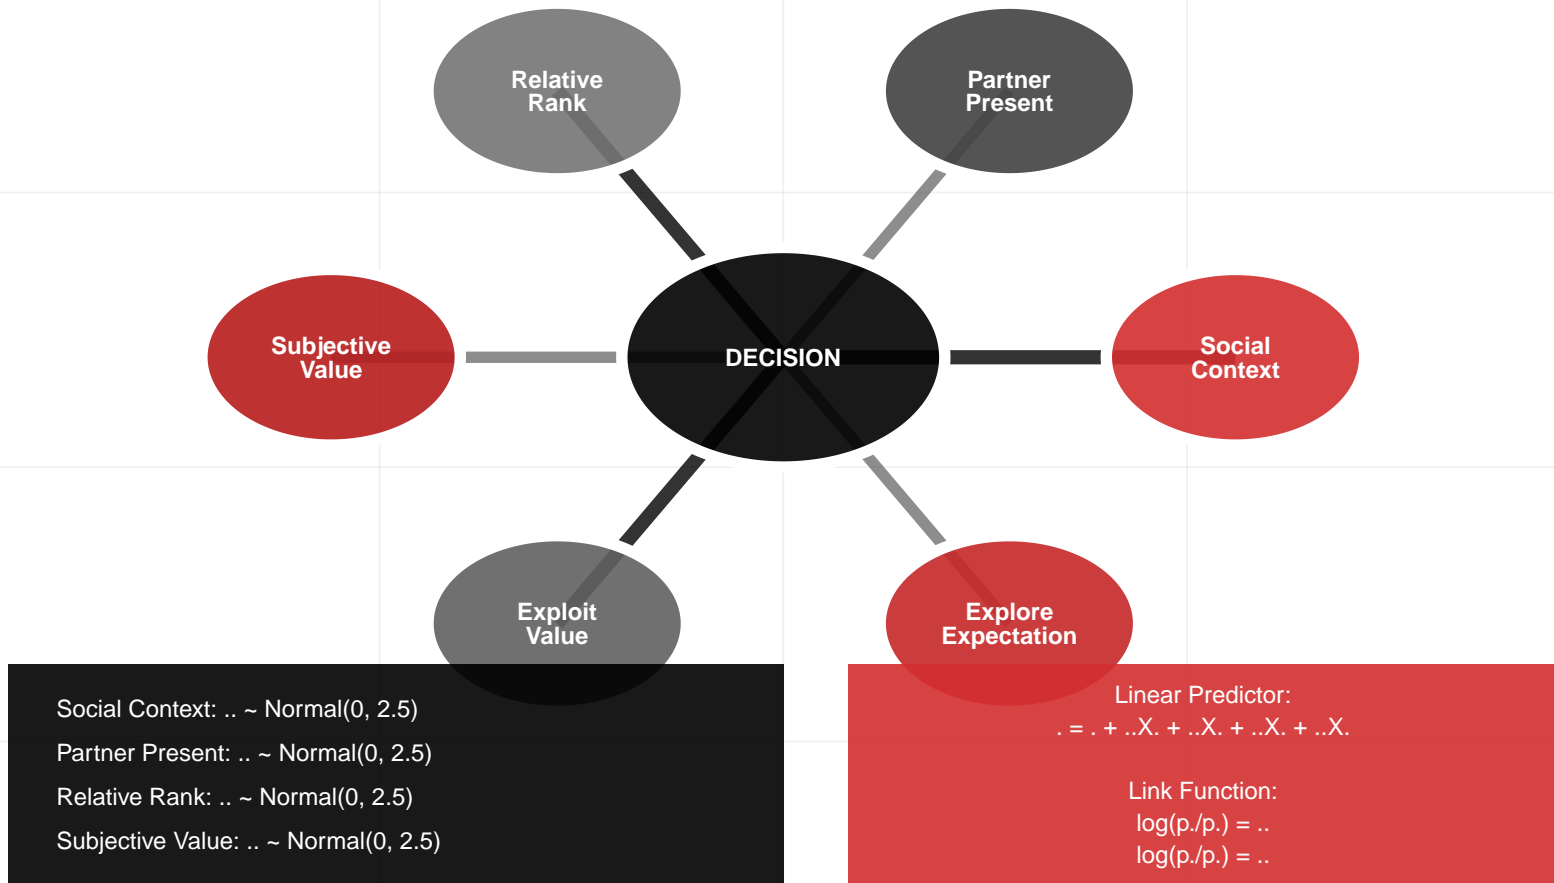 Relative
Rank
Partner
Present
Subjective
Value
DECISION
Social
Context
Exploit
Value
Explore
Expectation
Social Context: .. ~ Normal(0, 2.5)
Partner Present: .. ~ Normal(0, 2.5)
Relative Rank: .. ~ Normal(0, 2.5)
Subjective Value: .. ~ Normal(0, 2.5)
Linear Predictor:
. = . + ..X. + ..X. + ..X. + ..X.
Link Function:
log(p./p.) = ..
log(p./p.) = ..